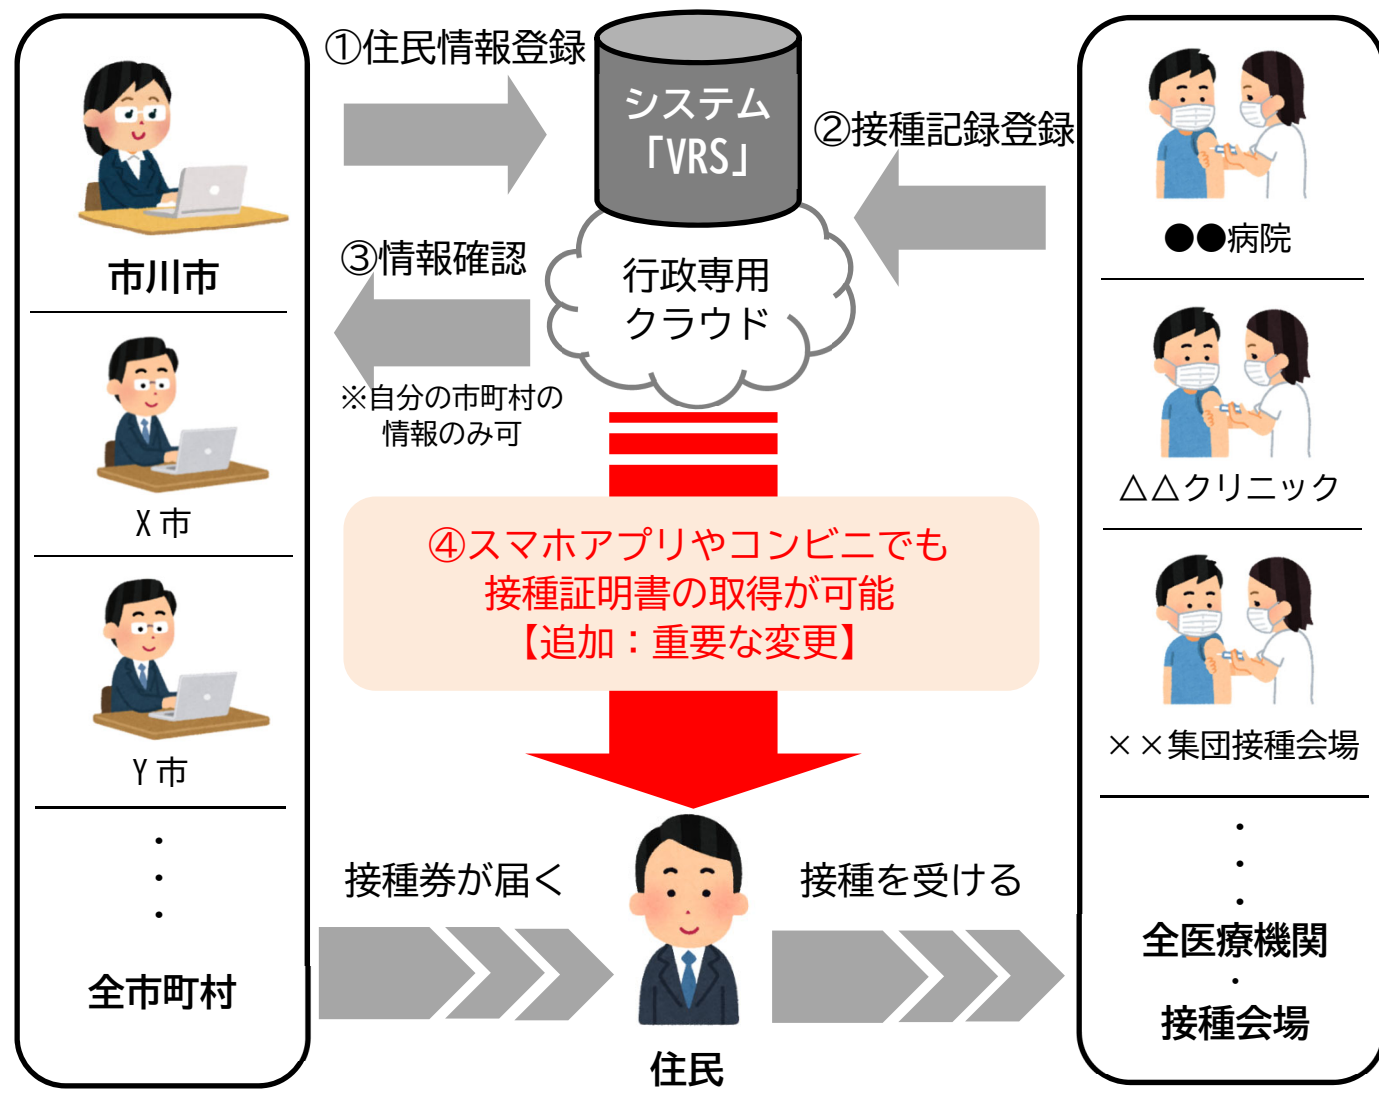 ①住民情報登録
システム
「VRS」
②接種記録登録
③情報確認
行政専用
クラウド
※自分の市町村の
情報のみ可
市川市
X市
Y市
・
・
・
全市町村
●●病院
△△クリニック
××集団接種会場
・
・
・
全医療機関
・
接種会場
④スマホアプリやコンビニでも
接種証明書の取得が可能
【追加：重要な変更】
接種券が届く
接種を受ける
住民